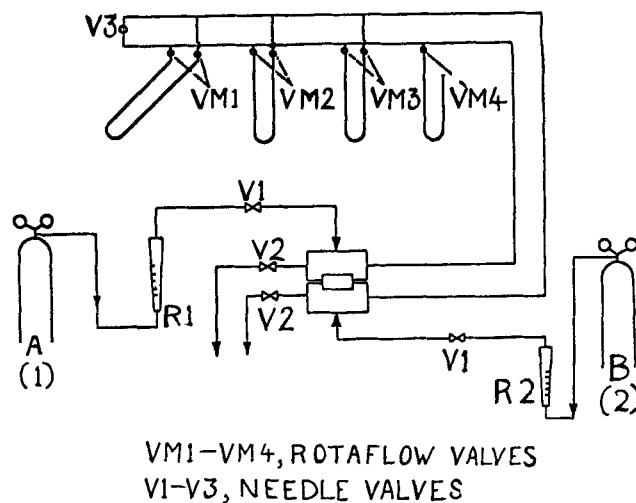 V3
VM1
VM2
VM3
VM4
V1
V2
R1
A
(1)
V2
V1
R2
B
(2)
VM1-VM4, ROTAFLOW VALVES
V1-V3, NEEDLE VALVES